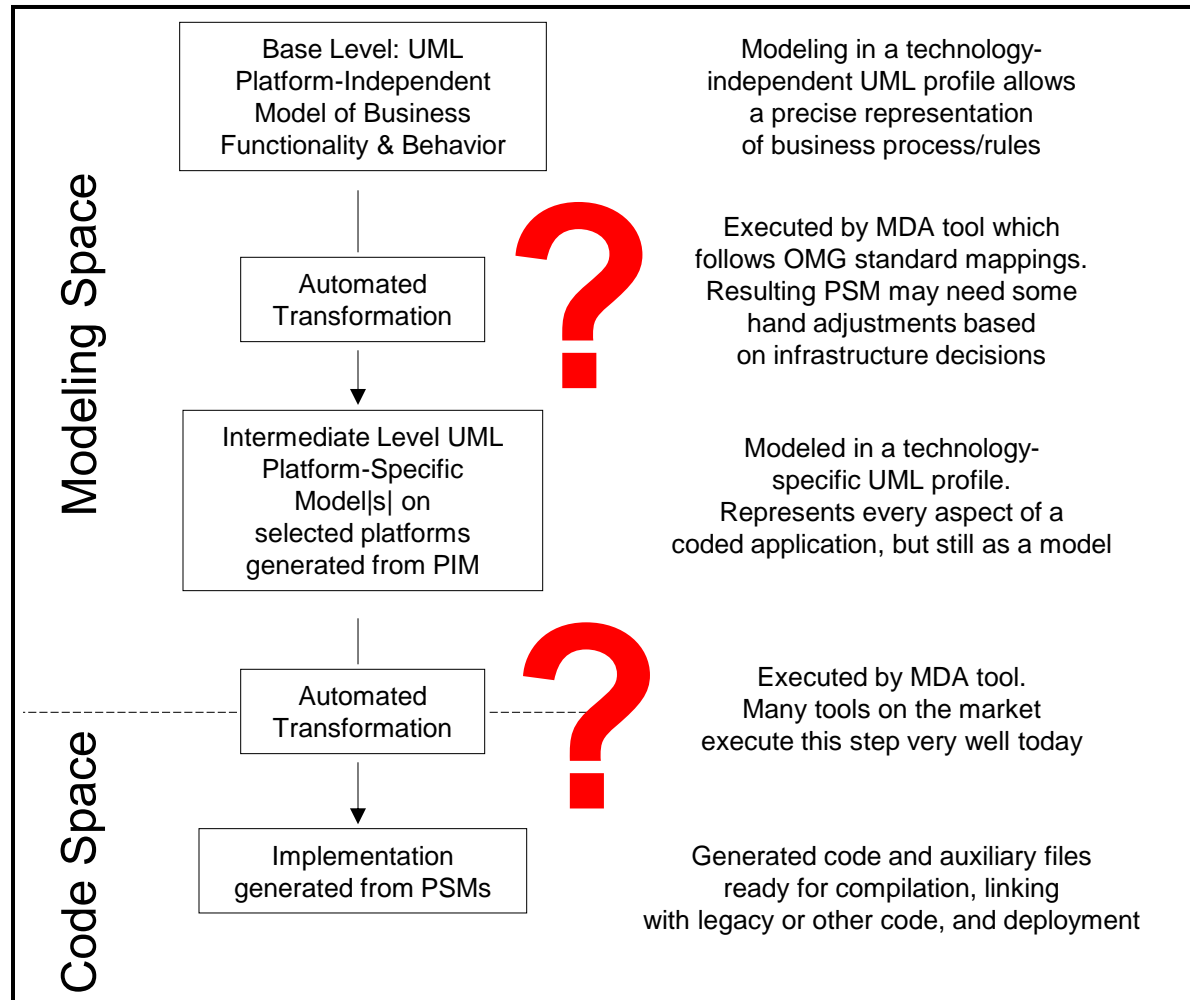 Base Level: UML
Platform-Independent
Model of Business
Functionality & Behavior
Modeling in a technology-
independent UML profile allows
a precise representation
of business process/rules
Modeling Space
?
Automated
Transformation
Executed by MDA tool which
follows OMG standard mappings.
Resulting PSM may need some
hand adjustments based
on infrastructure decisions
Intermediate Level UML
Platform-Specific
Model|s| on
selected platforms
generated from PIM
Modeled in a technology-
specific UML profile.
Represents every aspect of a
coded application, but still as a model
?
Automated
Transformation
Executed by MDA tool.
Many tools on the market
execute this step very well today
Code Space
Implementation
generated from PSMs
Generated code and auxiliary files
ready for compilation, linking
with legacy or other code, and deployment